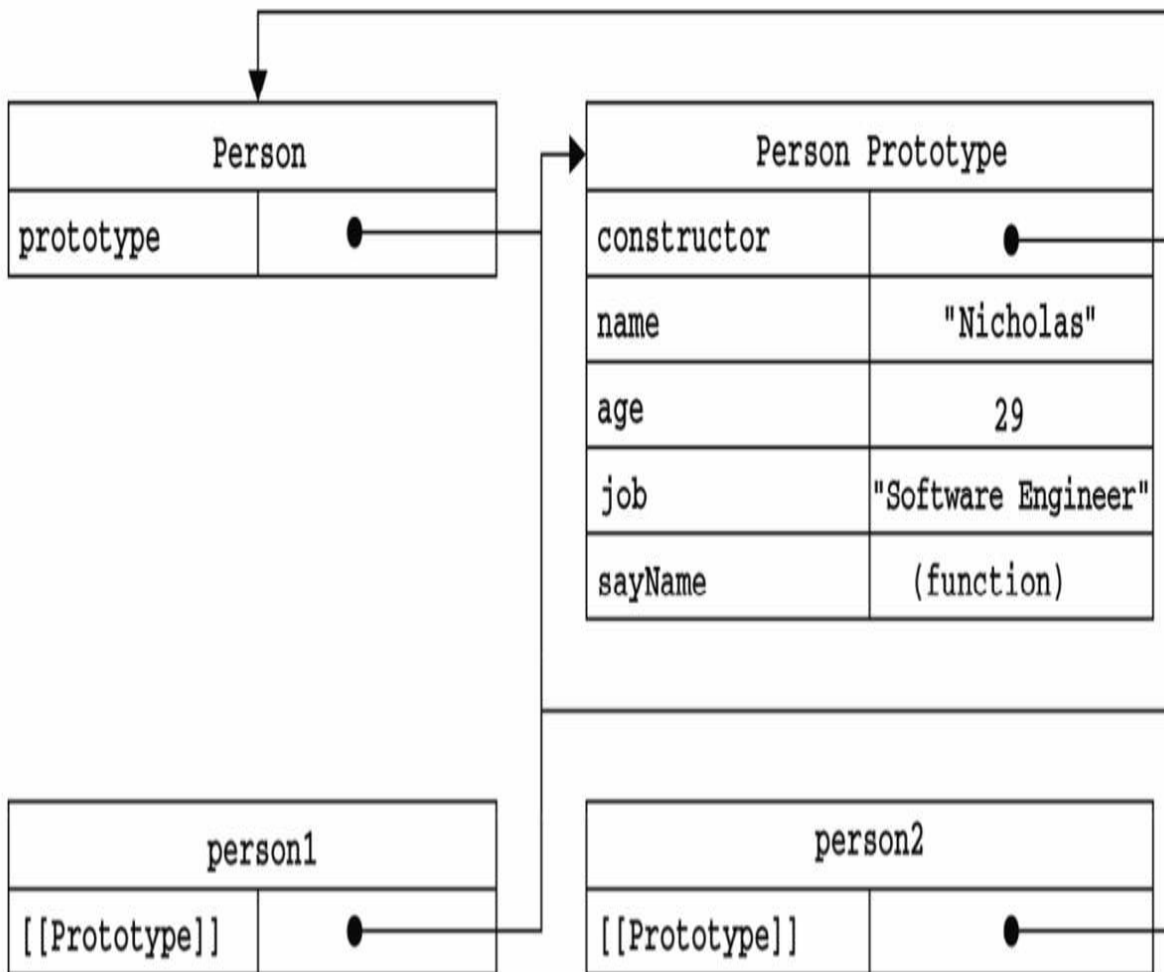 Person
prototype
Person Prototype
constructor
name "Nicholas"
age 29
job "Software Engineer"
sayName (function)
person1
[[Prototype]]
person2
[[Prototype]]